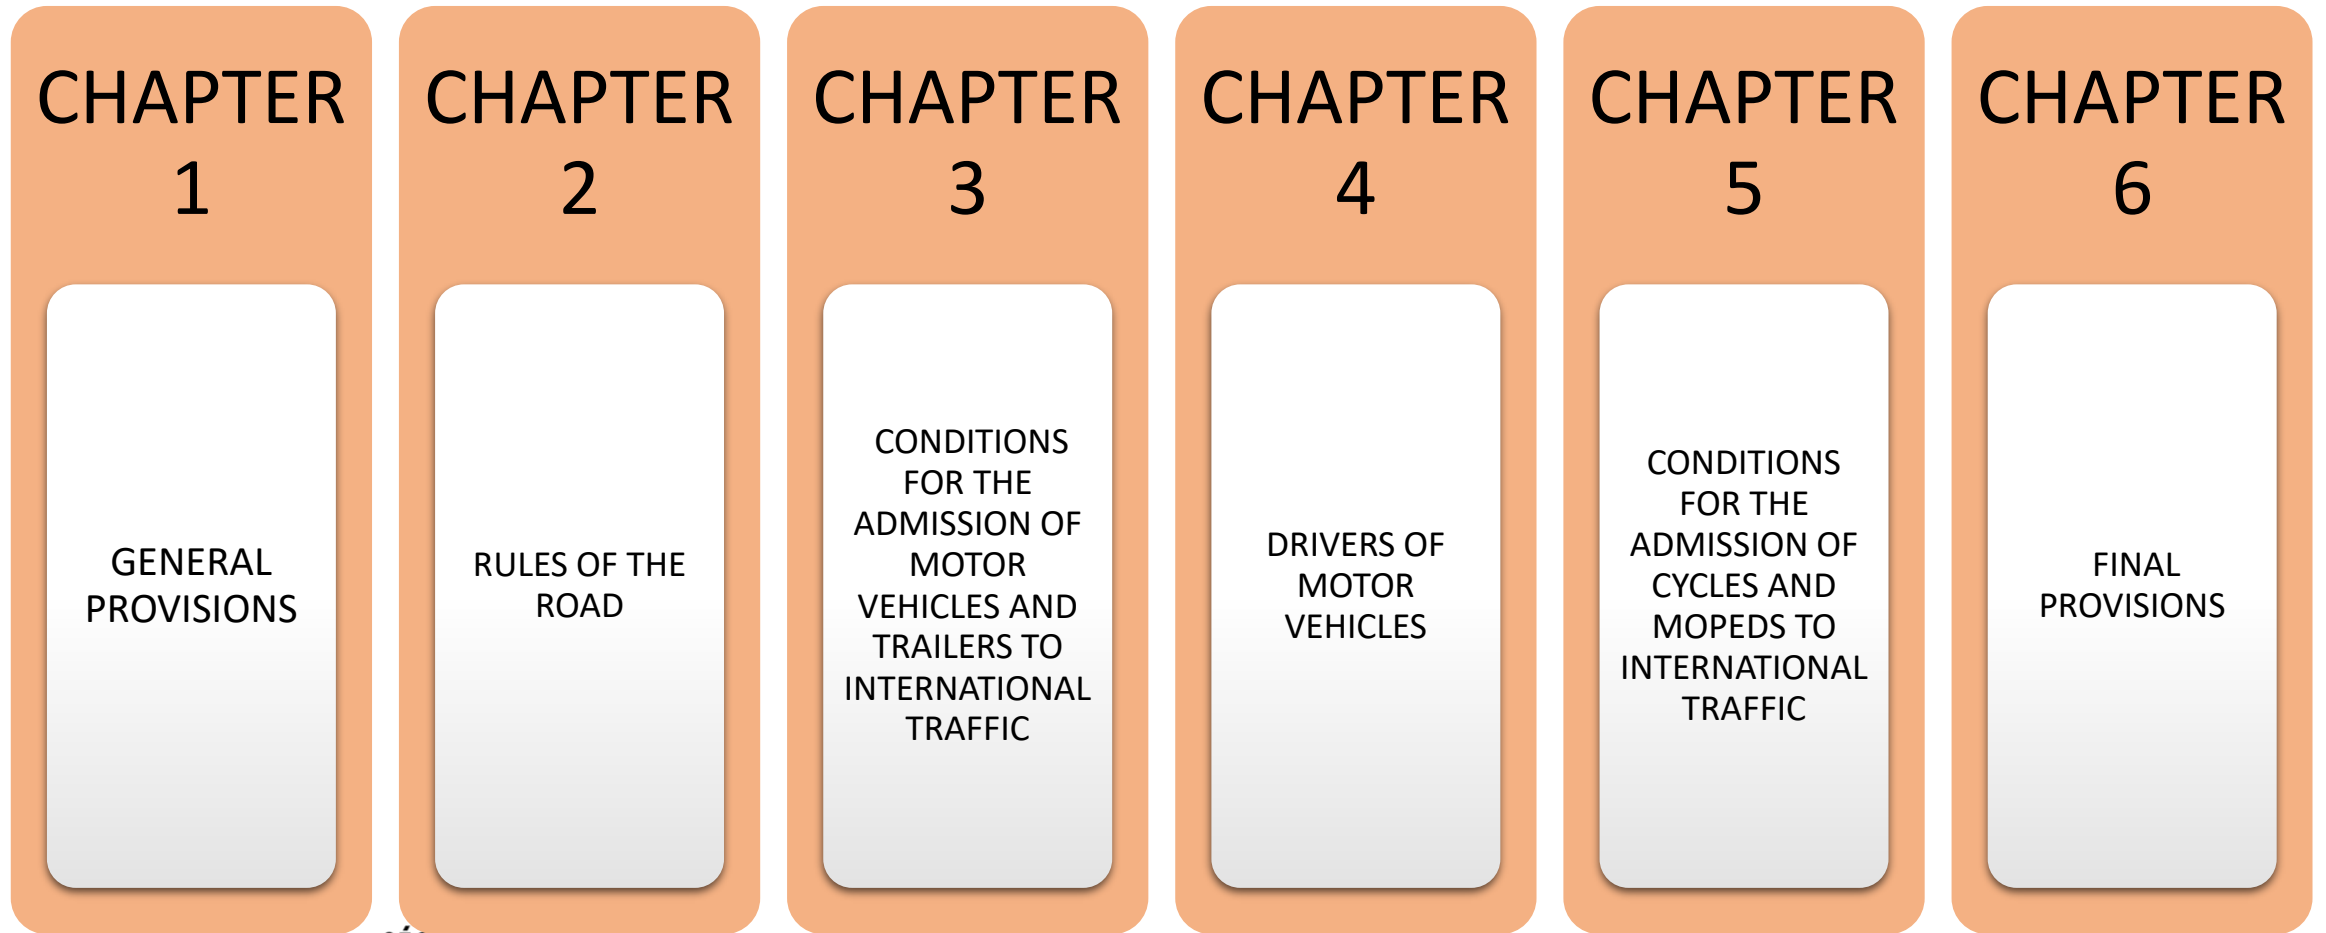 CHAPTER
1
GENERAL
PROVISIONS
CHAPTER
2
RULES OF THE
ROAD
CHAPTER
3
CONDITIONS
FOR THE
ADMISSION OF
MOTOR
VEHICLES AND
TRAILERS TO
INTERNATIONAL
TRAFFIC
CHAPTER
4
DRIVERS OF
MOTOR
VEHICLES
CHAPTER
5
CONDITIONS
FOR THE
ADMISSION OF
CYCLES AND
MOPEDS TO
INTERNATIONAL
TRAFFIC
CHAPTER
6
FINAL
PROVISIONS